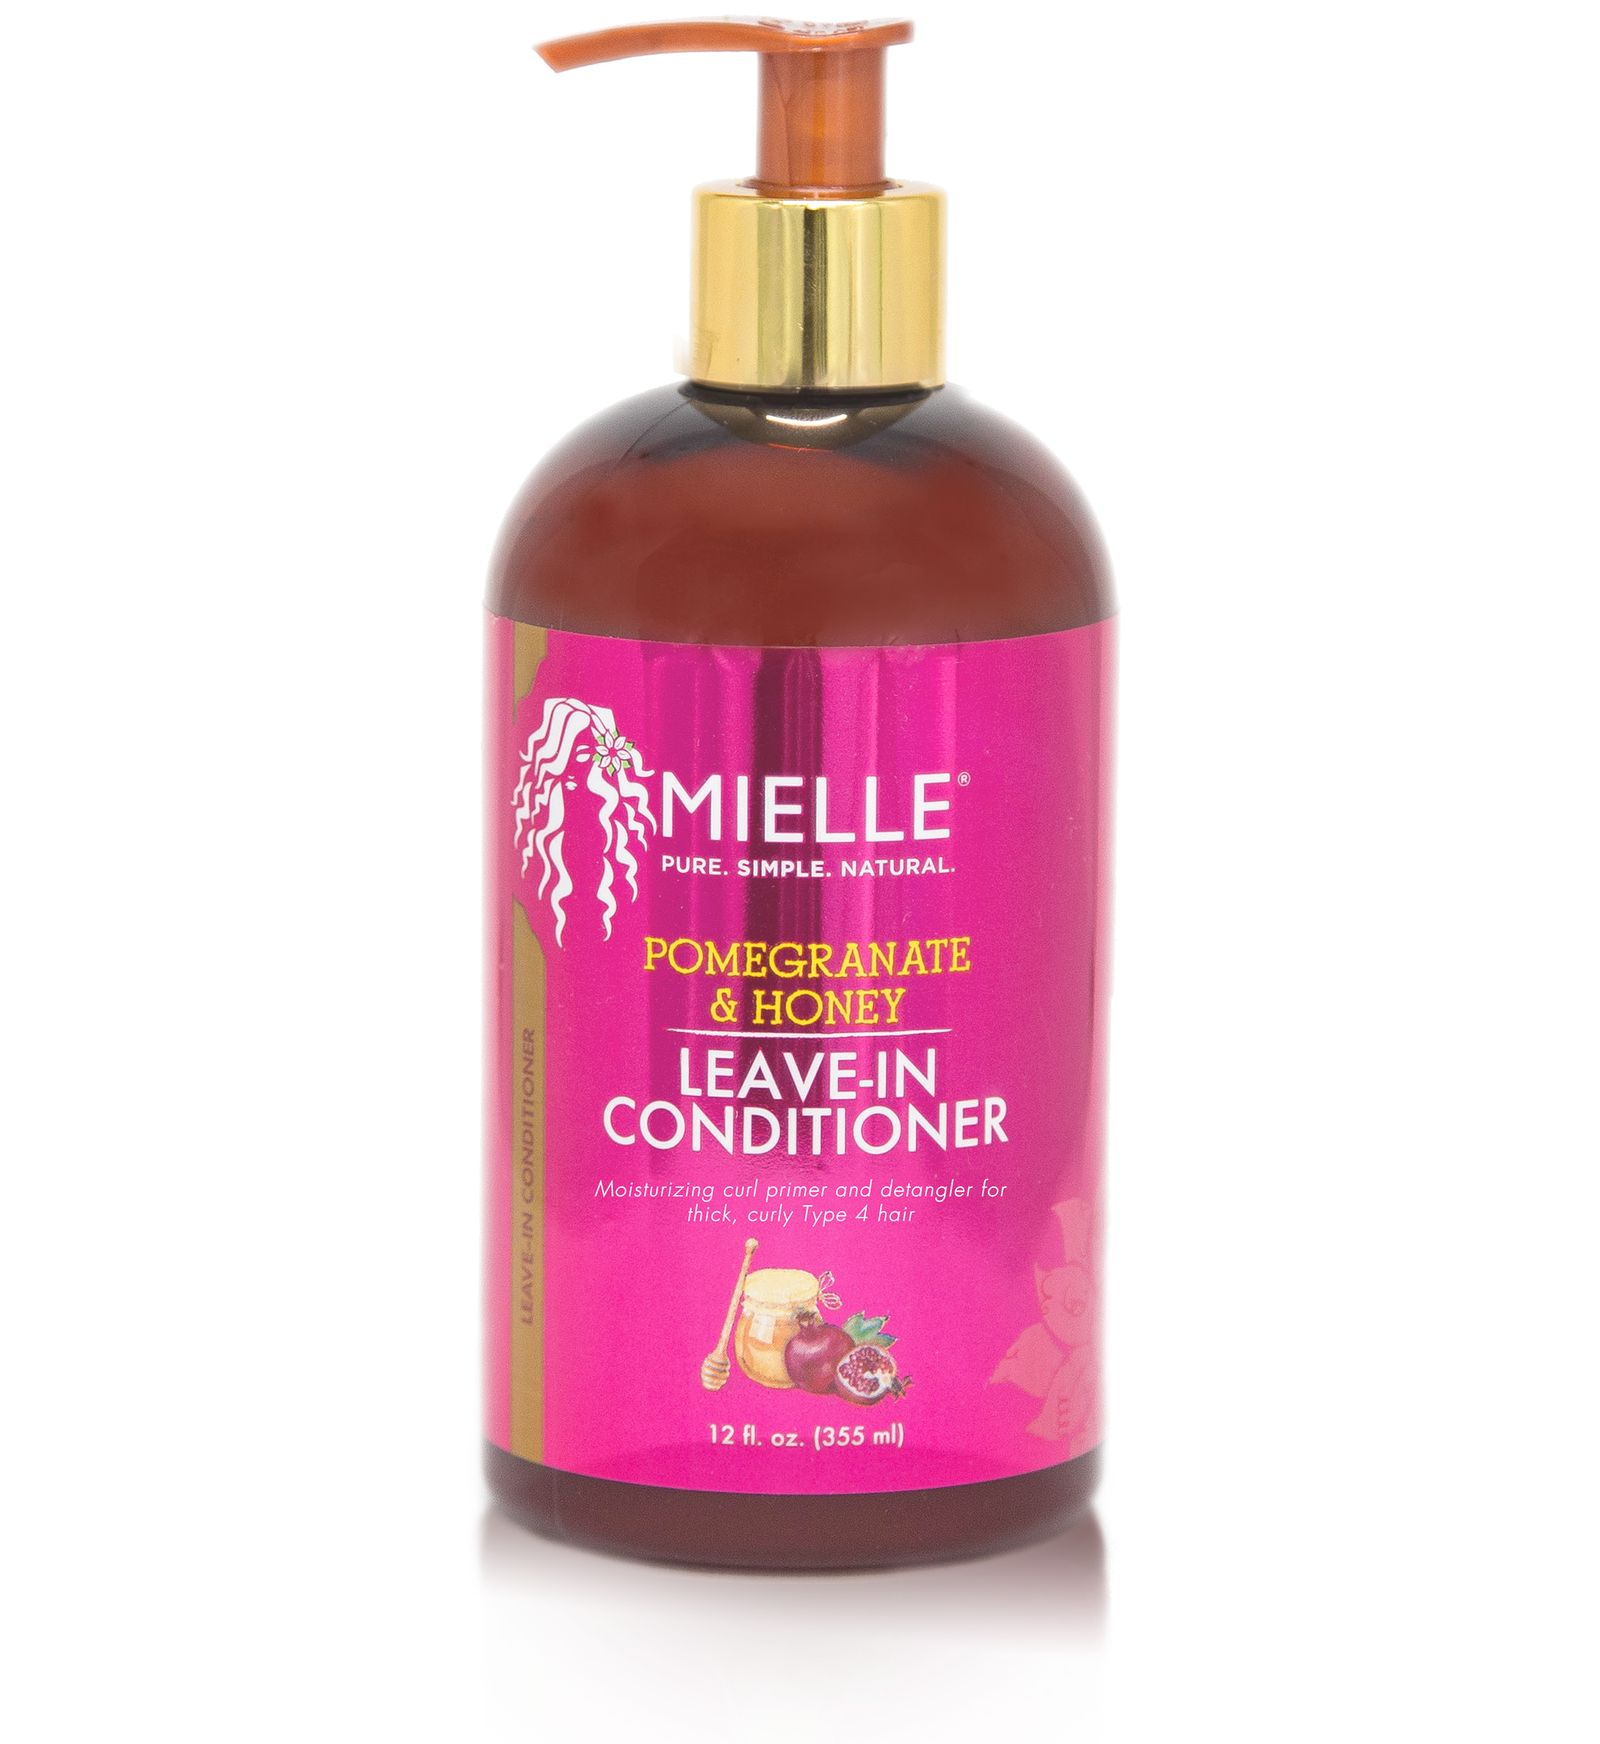 MIELLE®
PURE. SIMPLE. NATURAL.
POMEGRANATE
& HONEY
LEAVE-IN
CONDITIONER
Moisturizing curl primer and detangler for
thick, curly Type 4 hair
12 fl. oz. (355 ml)
LEAVE-IN CONDITIONER